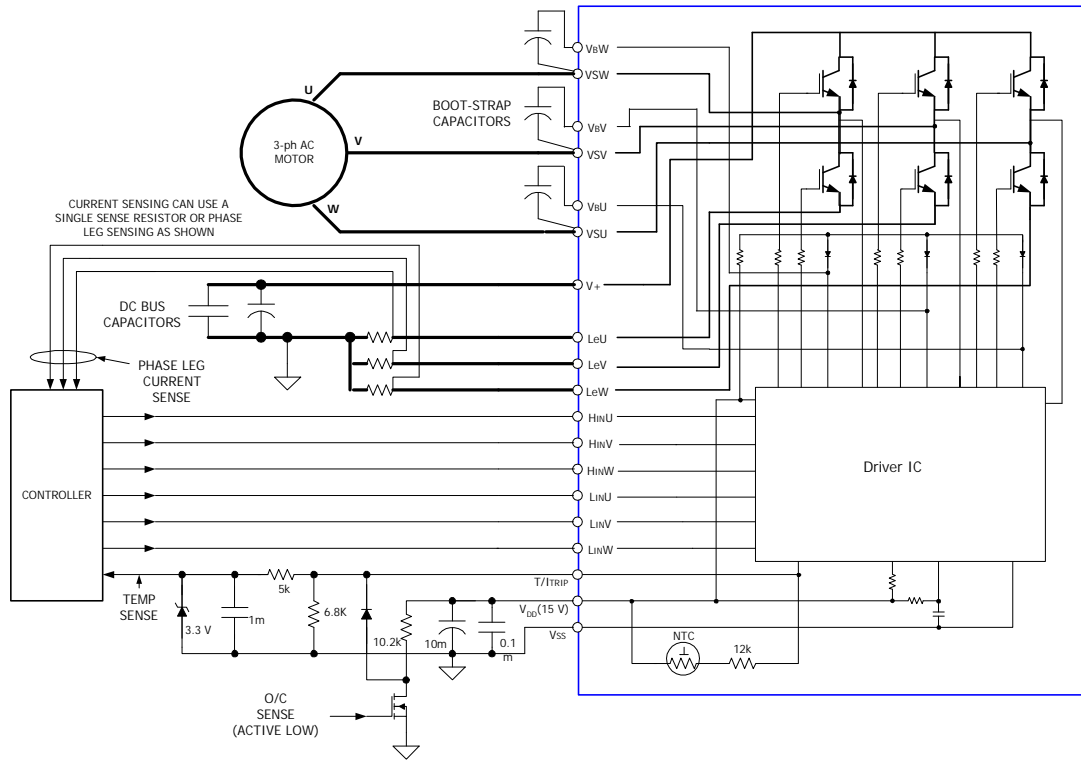 VBW
VSW
U
BOOT-STRAP
CAPACITORS
VBV
V
VSV
3-ph AC
MOTOR
W
VBU
VSU
CURRENT SENSING CAN USE A
SINGLE SENSE RESISTOR OR PHASE
LEG SENSING AS SHOWN
V+
DC BUS
CAPACITORS
LeU
LeV
LeW
PHASE LEG
CURRENT
SENSE
HINU
HINV
HINW
LINU
LINV
LINW
CONTROLLER
Driver IC
T/ITRIP
TEMP
SENSE
5k
3.3 V
1m
6.8K
10.2k
10m
0.1
m
VDD(15 V)
VSS
NTC
12k
O/C
SENSE
(ACTIVE LOW)